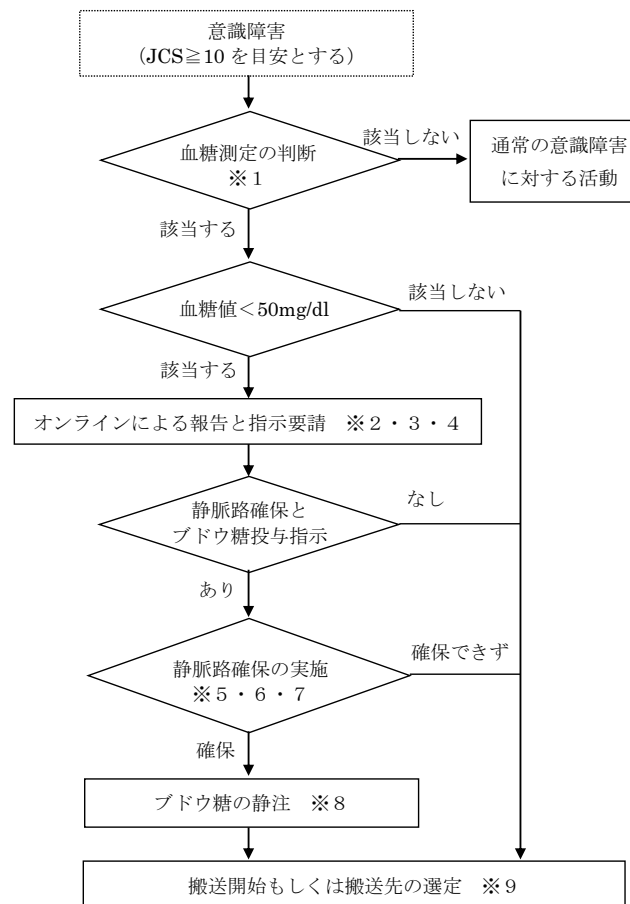 意識障害
（JCS≧10 を目安とする）
血糖測定の判断
※１
該当しない
通常の意識障害
に対する活動
該当する
血糖値＜50mg/dl
該当しない
該当する
オンラインによる報告と指示要請　※２・３・４
静脈路確保と
ブドウ糖投与指示
なし
あり
静脈路確保の実施
※５・６・７
確保できず
確保
ブドウ糖の静注　※８
搬送開始もしくは搬送先の選定　※９